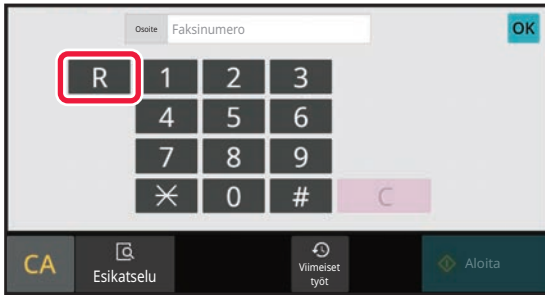 Osoite Faksinumero OK
R 1 2 3
4 5 6
7 8 9
* 0 # C
CA Esikatselu Viimeiset
työt Aloita